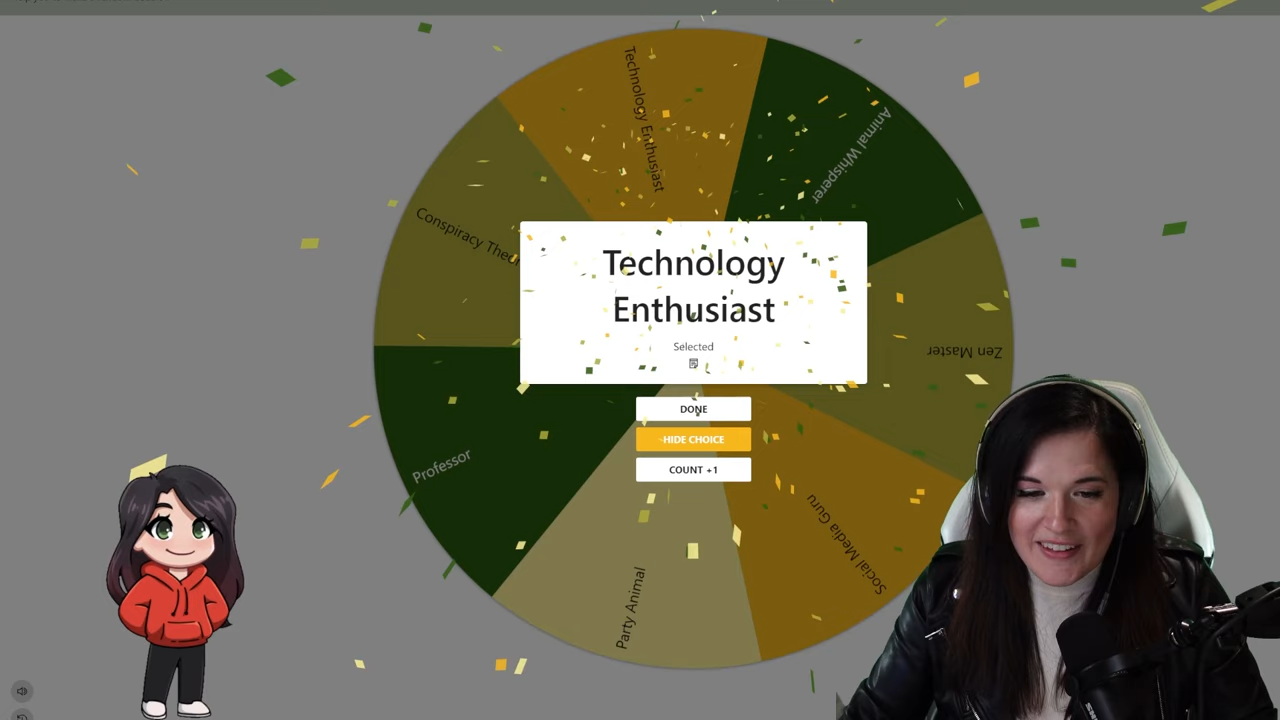 Technology Enthusiast
Animal Whisperer
Conspiracy Theor
Technology
Enthusiast
Selected
Zen Master
DONE
HIDE CHOICE
COUNT +1
Professor
Social Media Guru
Party Animal